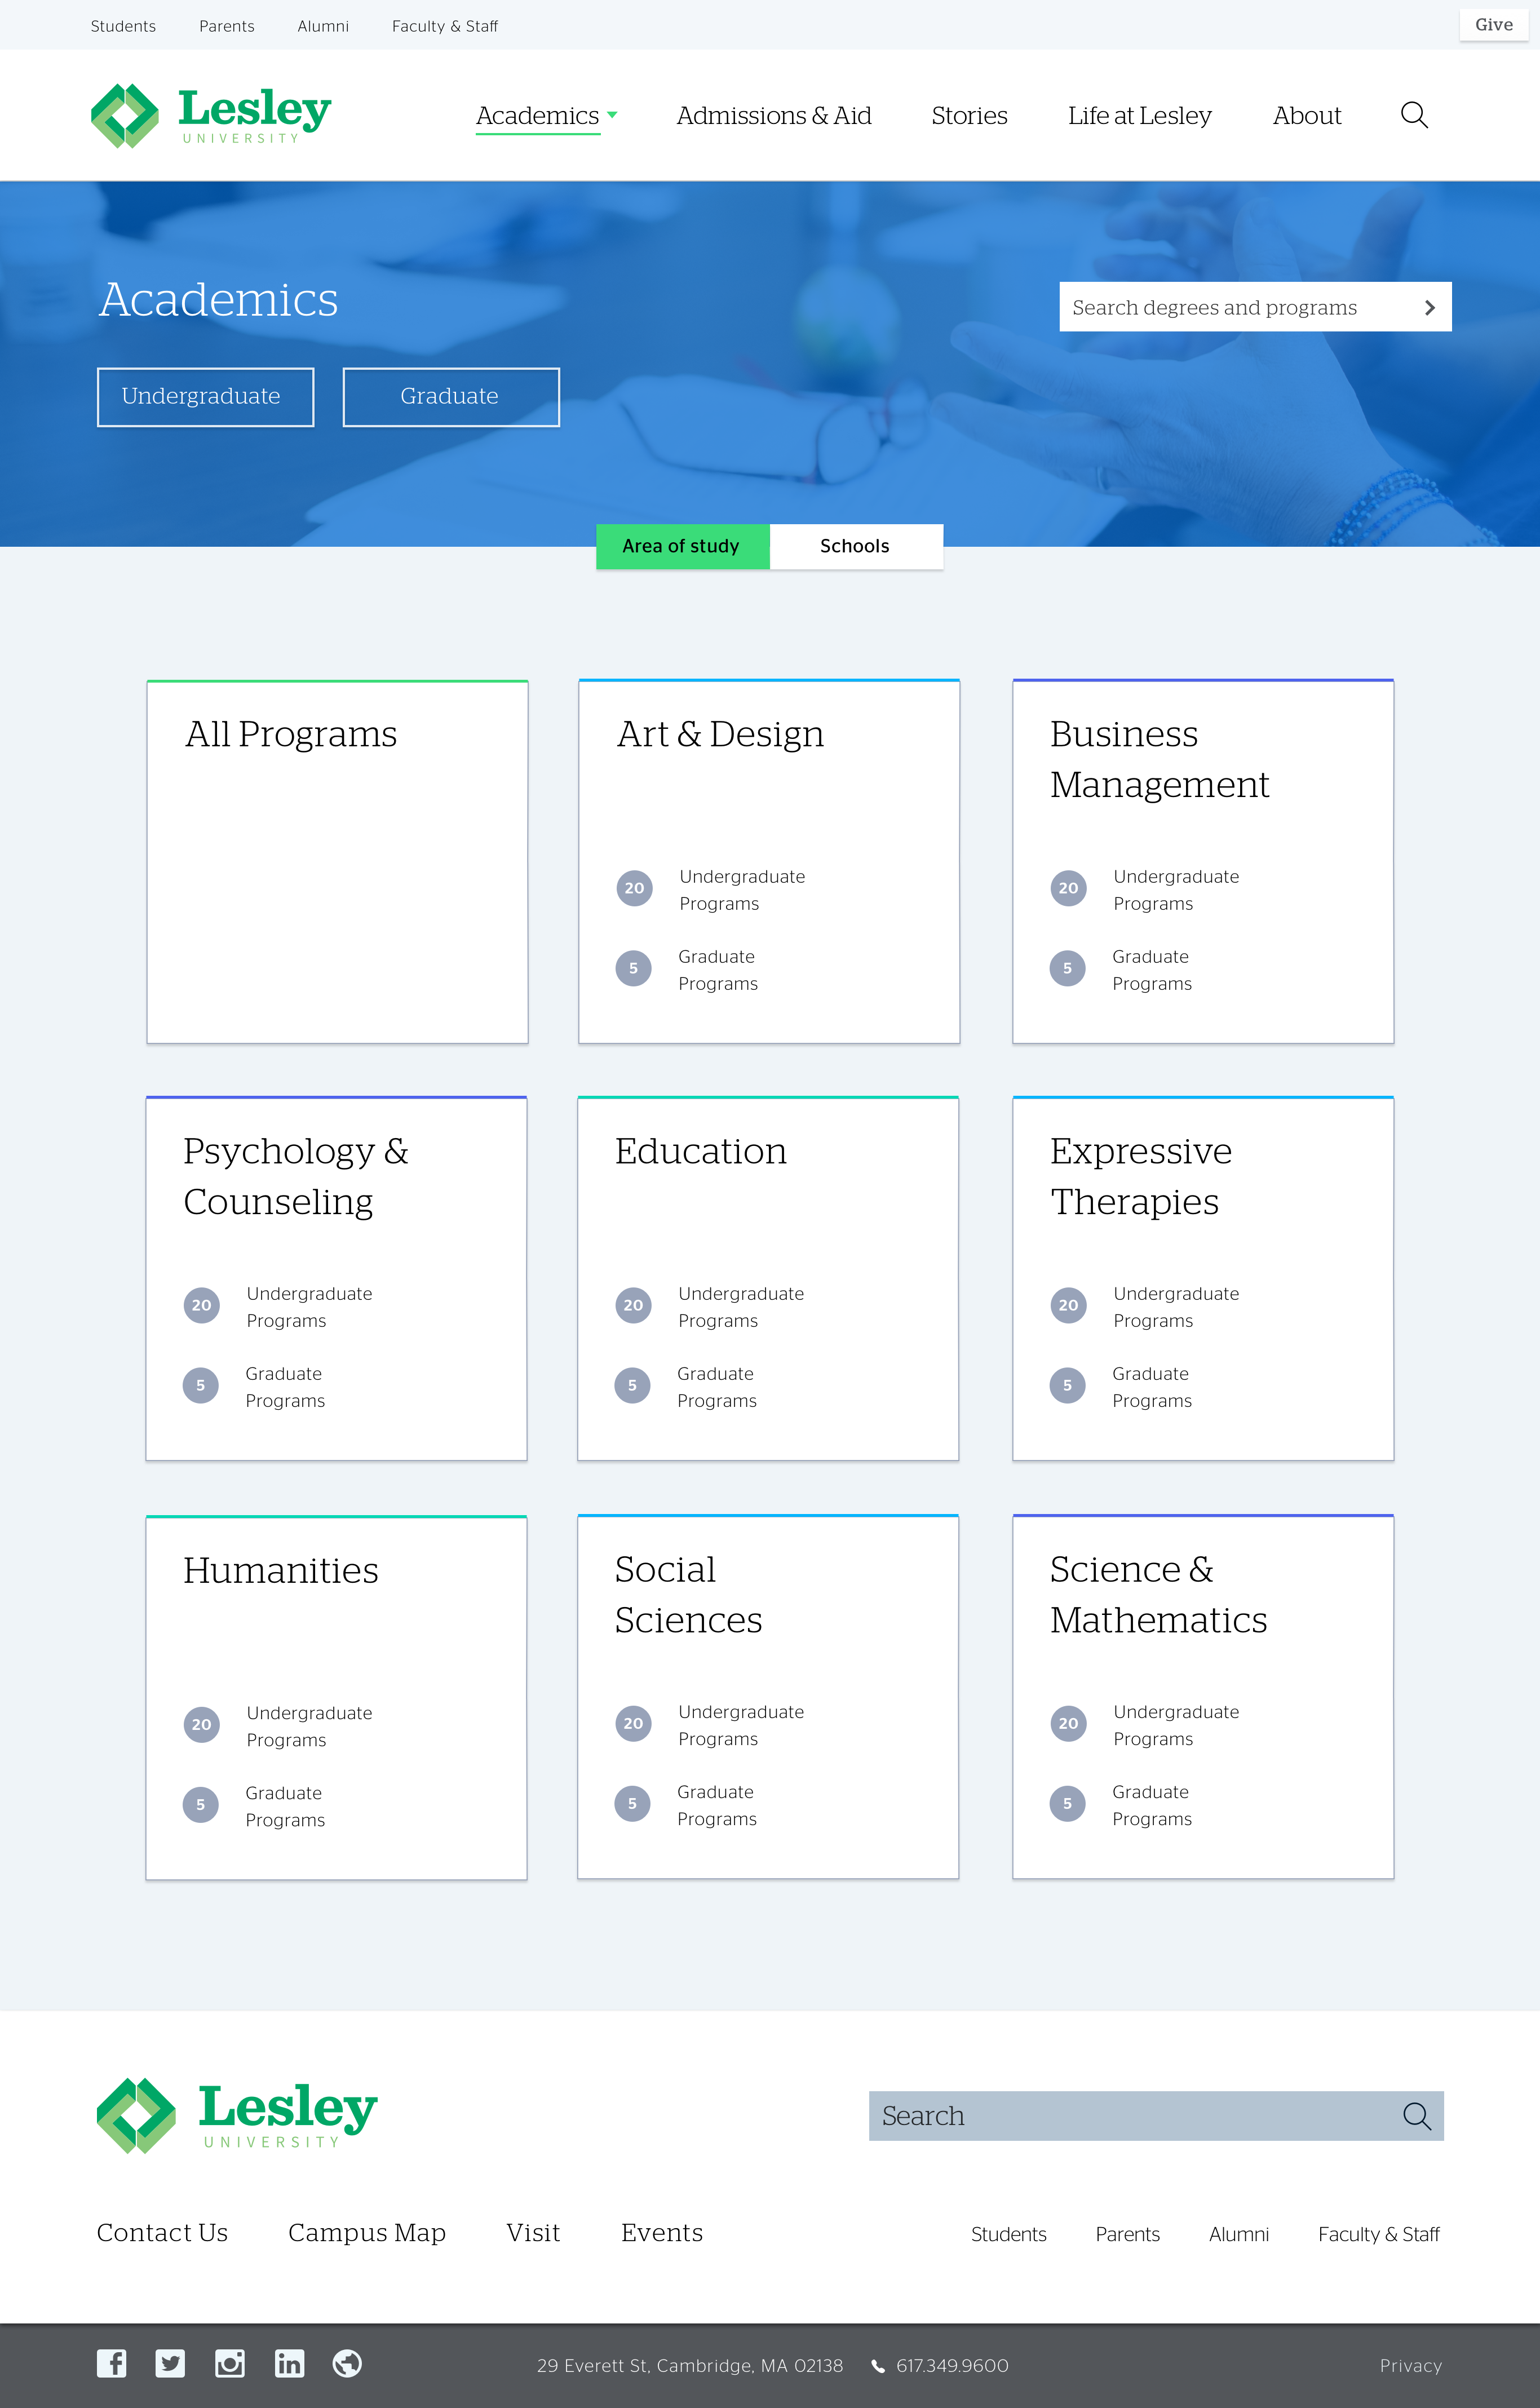 Students Parents Alumni Faculty & Staff Give
Lesley
UNIVERSITY
Academics Admissions & Aid Stories Life at Lesley About
Academics
Search degrees and programs
Undergraduate Graduate
Area of study Schools
All Programs
Art & Design
20 Undergraduate
Programs
5 Graduate
Programs
Business
Management
20 Undergraduate
Programs
5 Graduate
Programs
Psychology &
Counseling
20 Undergraduate
Programs
5 Graduate
Programs
Education
20 Undergraduate
Programs
5 Graduate
Programs
Expressive
Therapies
20 Undergraduate
Programs
5 Graduate
Programs
Humanities
20 Undergraduate
Programs
5 Graduate
Programs
Social
Sciences
20 Undergraduate
Programs
5 Graduate
Programs
Science &
Mathematics
20 Undergraduate
Programs
5 Graduate
Programs
Lesley
UNIVERSITY
Search
Contact Us Campus Map Visit Events
Students Parents Alumni Faculty & Staff
29 Everett St, Cambridge, MA 02138 617.349.9600 Privacy